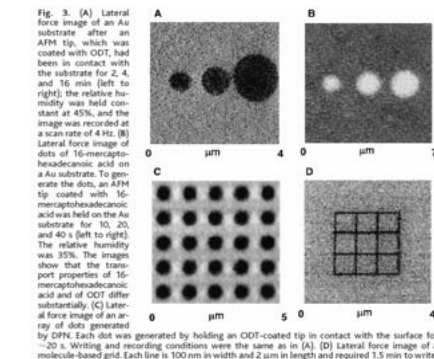 Fig. 3. (A) Lateral
force image of an Au
substrate after an
AFM tip, which was
coated with ODT, had
been in contact with
the substrate for 2, 4,
and 16 min (left to
right); the relative hu-
midity was held con-
stant at 45%, and the
image was recorded at
a scan rate of 4 Hz. (B)
Lateral force image of
dots of 16-mercapto-
hexadecanoic acid on
a Au substrate. To gen-
erate the dots, an AFM
tip coated with 16-
mercaptohexadecanoic
acid was held on the Au
substrate for 10, 20,
and 40 s (left to right).
The relative humidity
was 35%. The images
show that the trans-
port properties of 16-
mercaptohexadecanoic
acid and of ODT differ
substantially. (C) Later-
al force image of an ar-
ray of dots generated
by DPN. Each dot was generated by holding an ODT-coated tip in contact with the surface for
~20 s. Writing and recording conditions were the same as in (A). (D) Lateral force image of a
molecule-based grid. Each line is 100 nm in width and 2 μm in length and required 1.5 min to write.
A
0 μm 4
B
0 μm 7
C
0 μm 5
D
0 μm 4